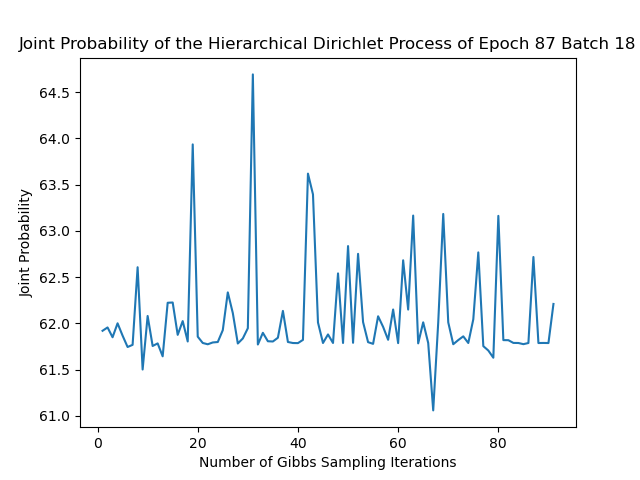 Joint Probability of the Hierarchical Dirichlet Process of Epoch 87 Batch 18
64.5
64.0
63.5
63.0
62.5
62.0
61.5
61.0
Joint Probability
0 20 40 60 80
Number of Gibbs Sampling Iterations